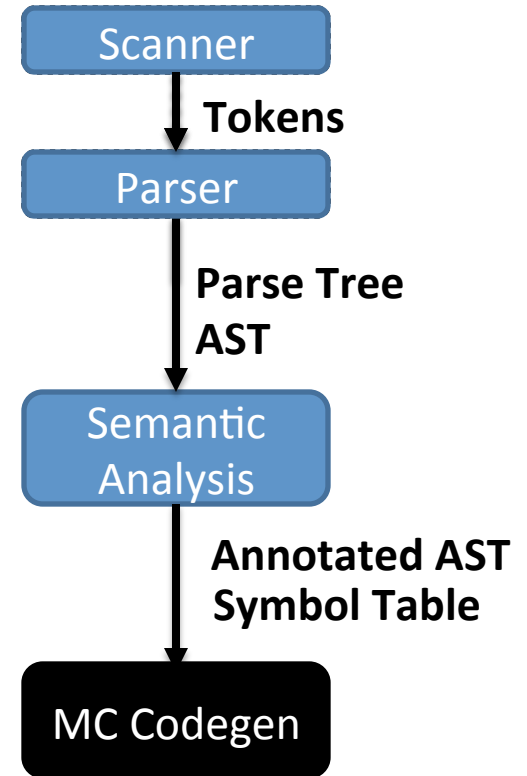 Scanner
Tokens
Parser
Parse Tree
AST
Semantic
Analysis
Annotated AST
Symbol Table
MC Codegen